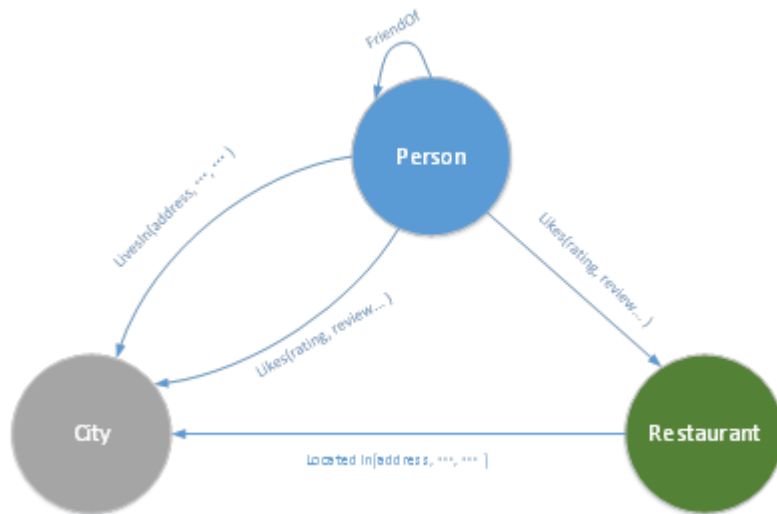 FriendOf
Person
LivesIn(address, ..., ... )
Likes(rating, review... )
Likes(rating, review... )
City
Restaurant
Located In(address, ..., ... )